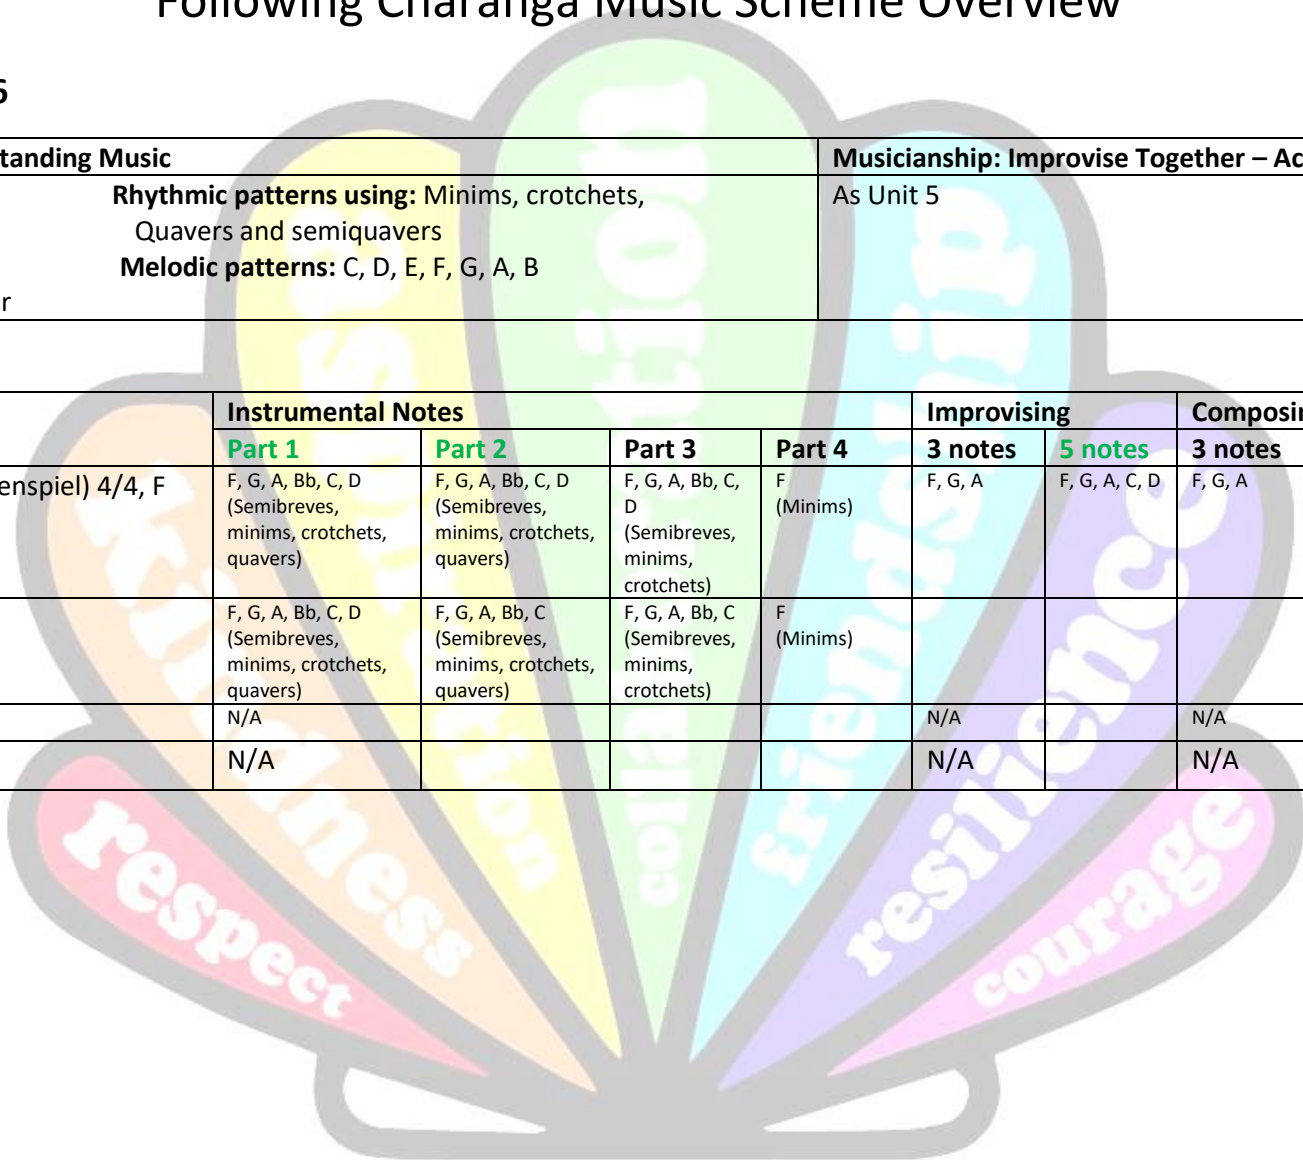 Following Charanga Music Scheme Overview
6
tanding Music
Musicianship: Improvise Together – Ac
Rhythmic patterns using: Minims, crotchets,
As Unit 5
Quavers and semiquavers
Melodic patterns: C, D, E, F, G, A, B
r
Instrumental Notes
Improvising
Composin
Part 1
Part 2
Part 3
Part 4
3 notes
5 notes
3 notes
enspiel) 4/4, F
F, G, A, Bb, C, D
(Semibreves,
minims, crotchets,
quavers)
F, G, A, Bb, C, D
(Semibreves,
minims, crotchets,
quavers)
F, G, A, Bb, C,
D
(Semibreves,
minims,
crotchets)
F
(Minims)
F, G, A
F, G, A, C, D
F, G, A
F, G, A, Bb, C, D
(Semibreves,
minims, crotchets,
quavers)
F, G, A, Bb, C
(Semibreves,
minims, crotchets,
quavers)
F, G, A, Bb, C
(Semibreves,
minims,
crotchets)
F
(Minims)
N/A
N/A
N/A
N/A
N/A
N/A
respect
kindness
friendship
resilience
courage